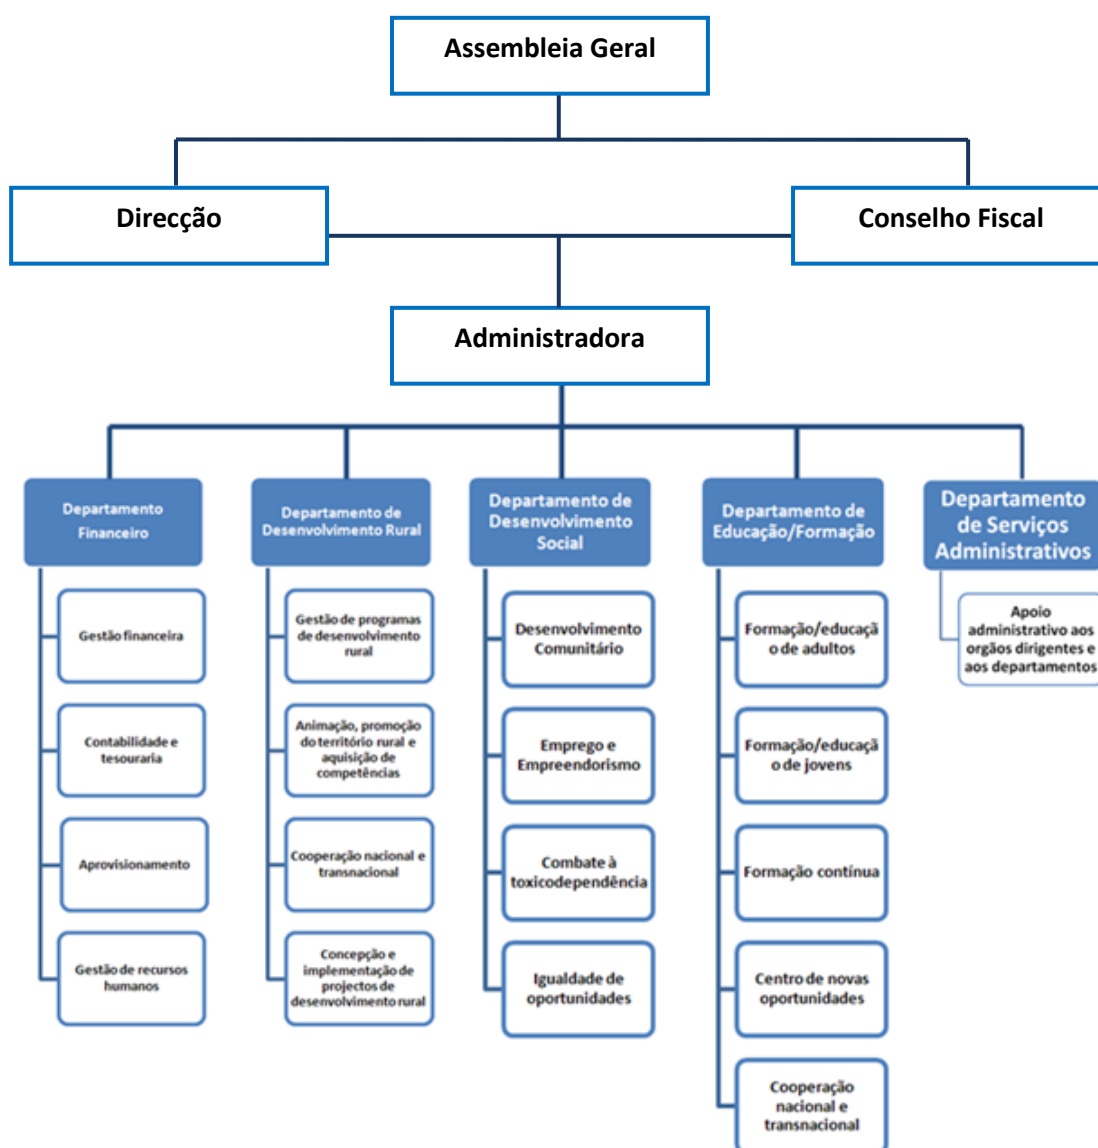 Assembleia Geral
Direcção
Conselho Fiscal
Administradora
Departamento
Financeiro
Gestão financeira
Contabilidade e
tesouraria
Aprovisionamento
Gestão de recursos
humanos
Departamento de
Desenvolvimento Rural
Gestão de programas
de desenvolvimento
rural
Animação, promoção
do território rural e
aquisição de
competências
Cooperação nacional e
transnacional
Concepção e
implementação de
projectos de
desenvolvimento rural
Departamento de
Desenvolvimento
Social
Desenvolvimento
Comunitário
Emprego e
Empreendorismo
Combate à
toxicodependência
Igualdade de
oportunidades
Departamento de
Educação/Formação
Formação/educaçã
o de adultos
Formação/educaçã
o de jovens
Formação contínua
Centro de novas
oportunidades
Cooperação
nacional e
transnacional
Departamento
de Serviços
Administrativos
Apoio
administrativo aos
orgãos dirigentes e
aos departamentos